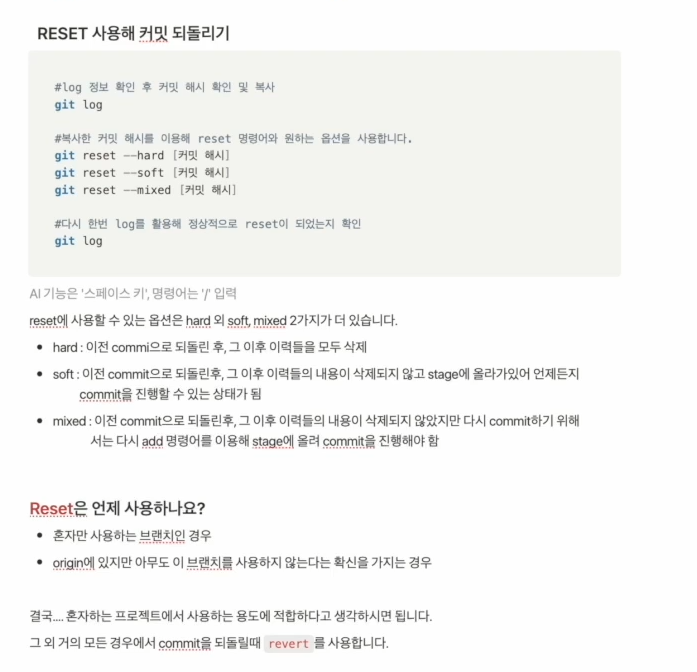 RESET 사용해 커밋 되돌리기
#log 정보 확인 후 커밋 해시 확인 및 복사
git log
#복사한 커밋 해시를 이용해 reset 명령어와 원하는 옵션을 사용합니다.
git reset --hard [커밋 해시]
git reset --soft [커밋 해시]
git reset --mixed [커밋 해시]
#다시 한번 log를 활용해 정상적으로 reset이 되었는지 확인
git log
AI 기능은 '스페이스 키', 명령어는 '/' 입력
reset에 사용할 수 있는 옵션은 hard 외 soft, mixed 2가지가 더 있습니다.
• hard : 이전 commi으로 되돌린 후, 그 이후 이력들을 모두 삭제
• soft : 이전 commit으로 되돌린후, 그 이후 이력들의 내용이 삭제되지 않고 stage에 올라가있어 언제든지
commit을 진행할 수 있는 상태가 됨
• mixed : 이전 commit으로 되돌린후, 그 이후 이력들의 내용이 삭제되지 않았지만 다시 commit하기 위해
서는 다시 add 명령어를 이용해 stage에 올려 commit을 진행해야 함
Reset은 언제 사용하나요?
• 혼자만 사용하는 브랜치인 경우
• origin에 있지만 아무도 이 브랜치를 사용하지 않는다는 확신을 가지는 경우
결국.... 혼자하는 프로젝트에서 사용하는 용도에 적합하다고 생각하시면 됩니다.
그 외 거의 모든 경우에서 commit을 되돌릴때 revert를 사용합니다.